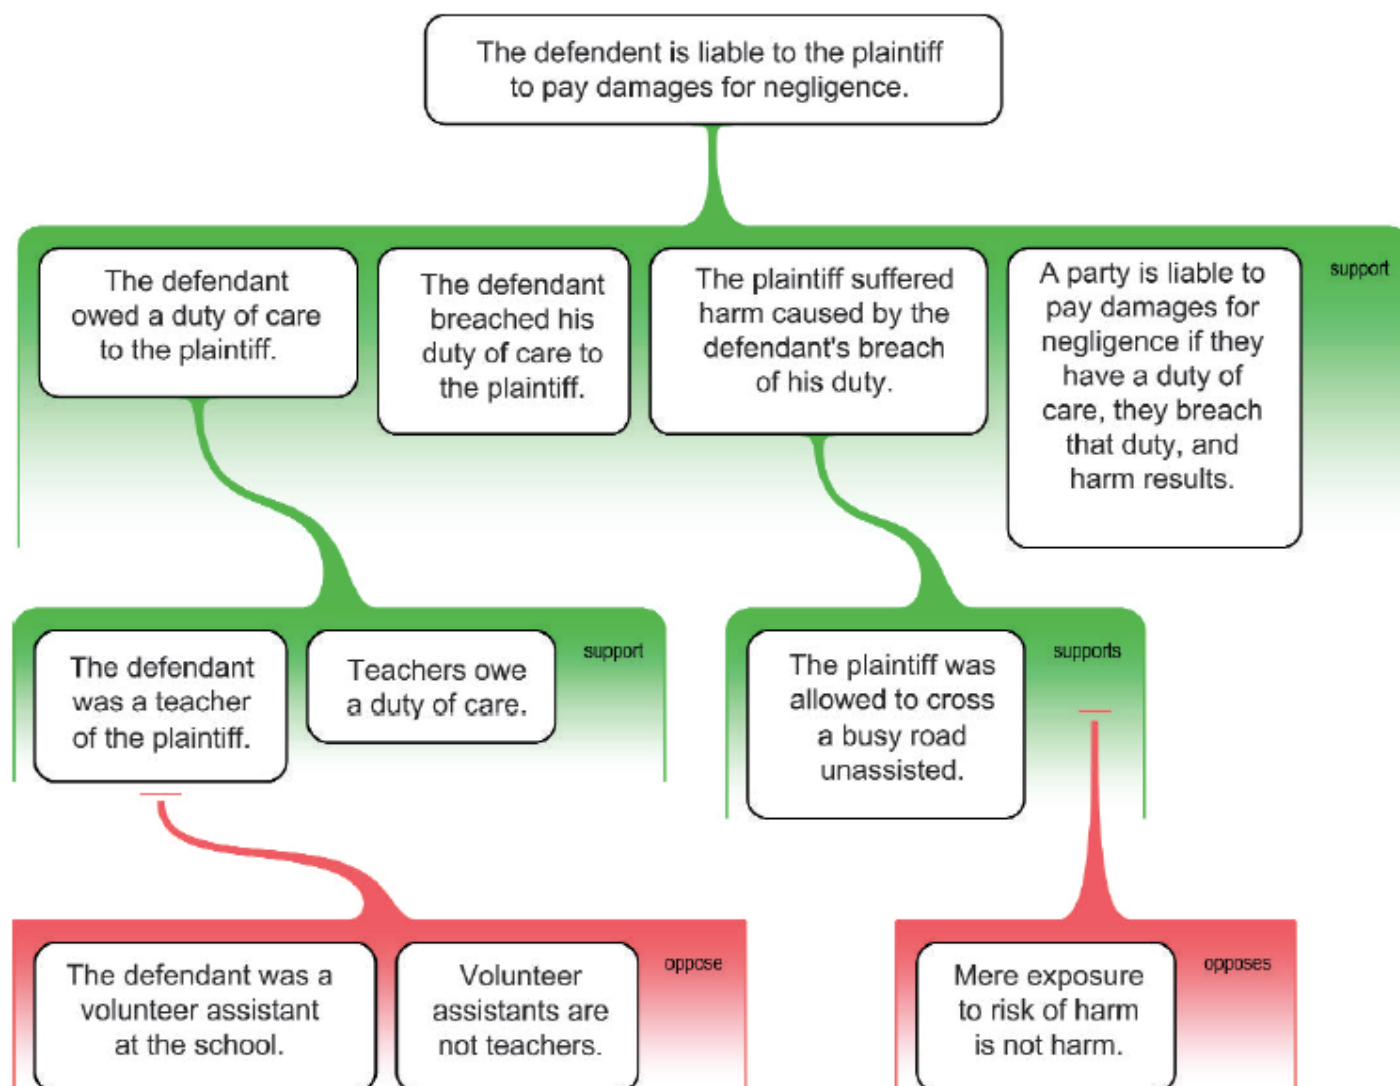 The defendent is liable to the plaintiff
to pay damages for negligence.
The defendant
owed a duty of care
to the plaintiff.
The defendant
breached his
duty of care to
the plaintiff.
The plaintiff suffered
harm caused by the
defendant's breach
of his duty.
A party is liable to
pay damages for
negligence if they
have a duty of
care, they breach
that duty, and
harm results.
support
The defendant
was a teacher
of the plaintiff.
Teachers owe
a duty of care.
support
The plaintiff was
allowed to cross
a busy road
unassisted.
supports
The defendant was a
volunteer assistant
at the school.
Volunteer
assistants are
not teachers.
oppose
Mere exposure
to risk of harm
is not harm.
opposes